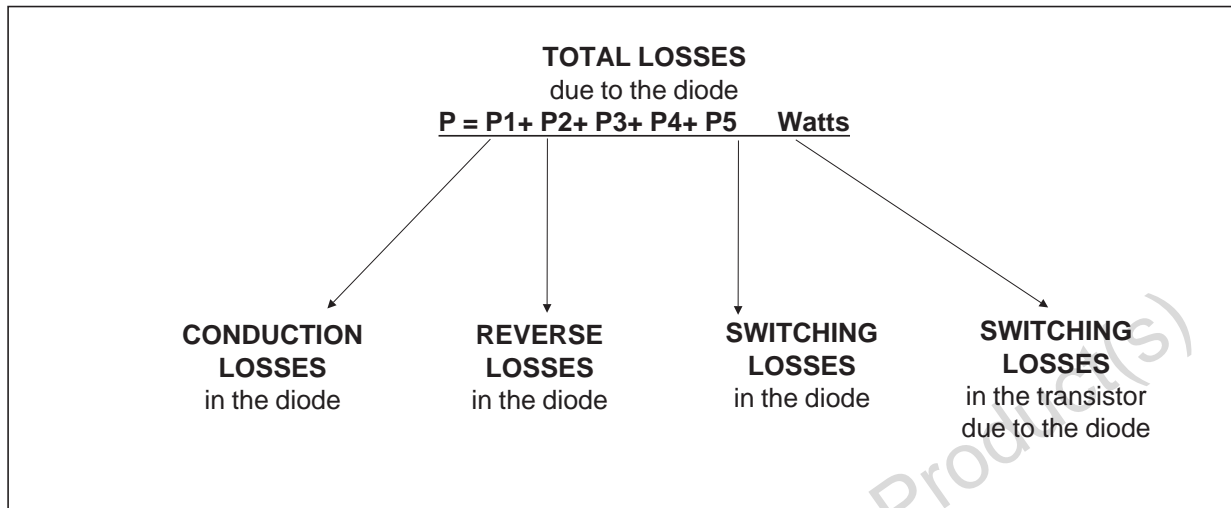 TOTAL LOSSES
due to the diode
P = P1+ P2+ P3+ P4+ P5 Watts
CONDUCTION
LOSSES
in the diode
REVERSE
LOSSES
in the diode
SWITCHING
LOSSES
in the diode
SWITCHING
LOSSES
in the transistor
due to the diode
Product(s)